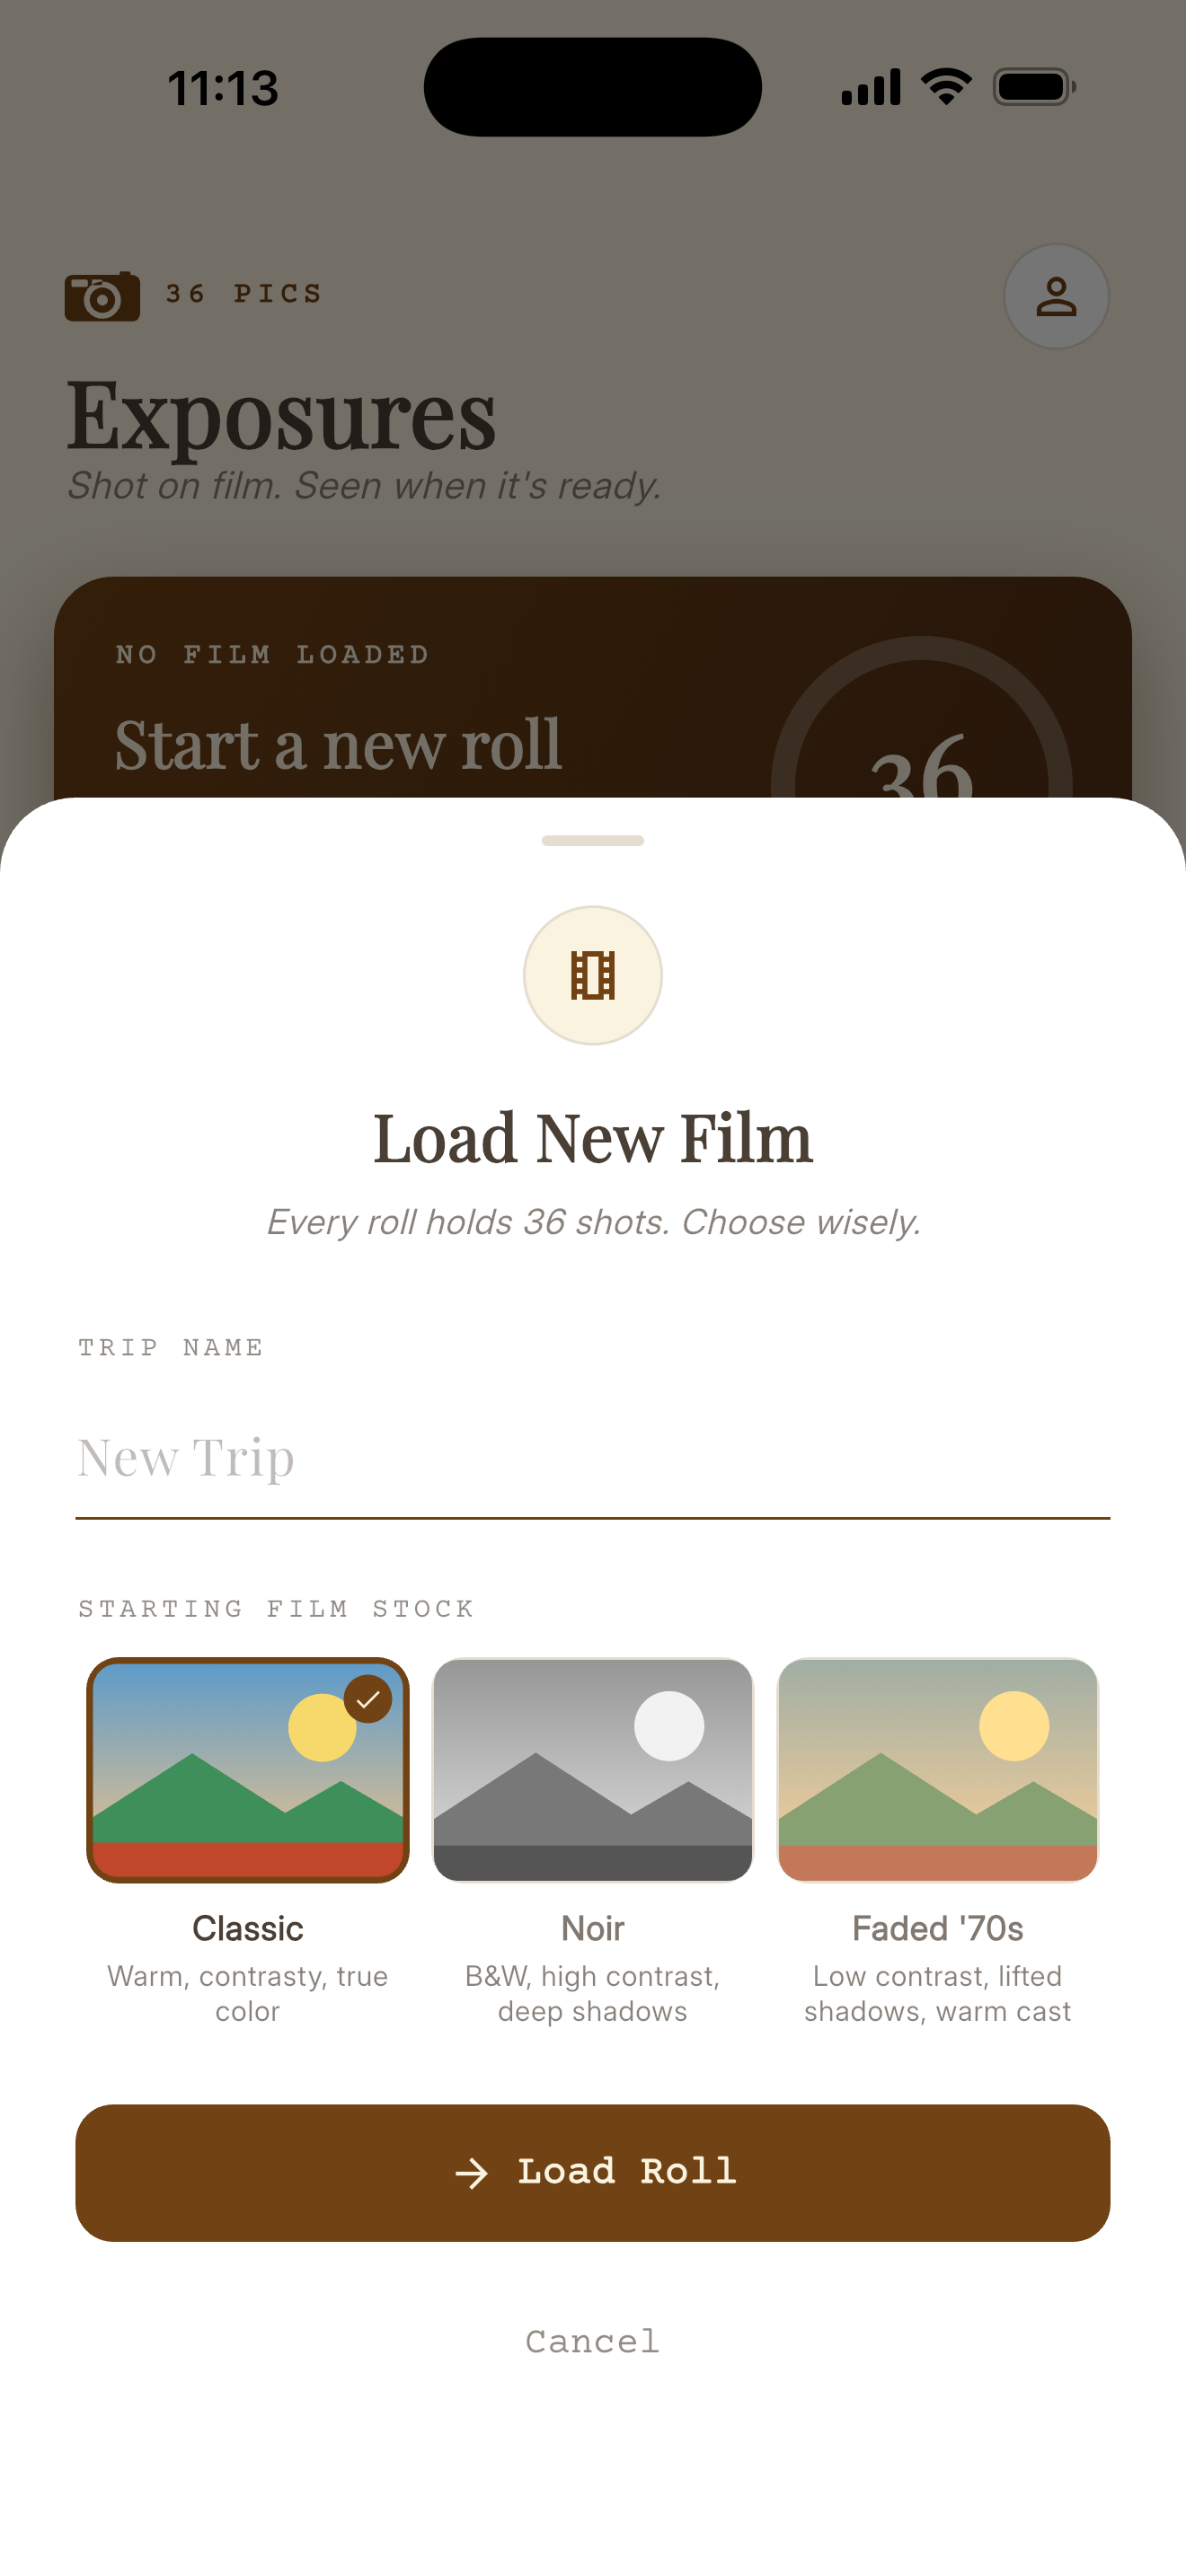 11:13
36 PICS
Exposures
Shot on film. Seen when it's ready.
NO FILM LOADED
Start a new roll
36
Load New Film
Every roll holds 36 shots. Choose wisely.
TRIP NAME
New Trip
STARTING FILM STOCK
Classic
Warm, contrasty, true
color
Noir
B&W, high contrast,
deep shadows
Faded '70s
Low contrast, lifted
shadows, warm cast
→ Load Roll
Cancel